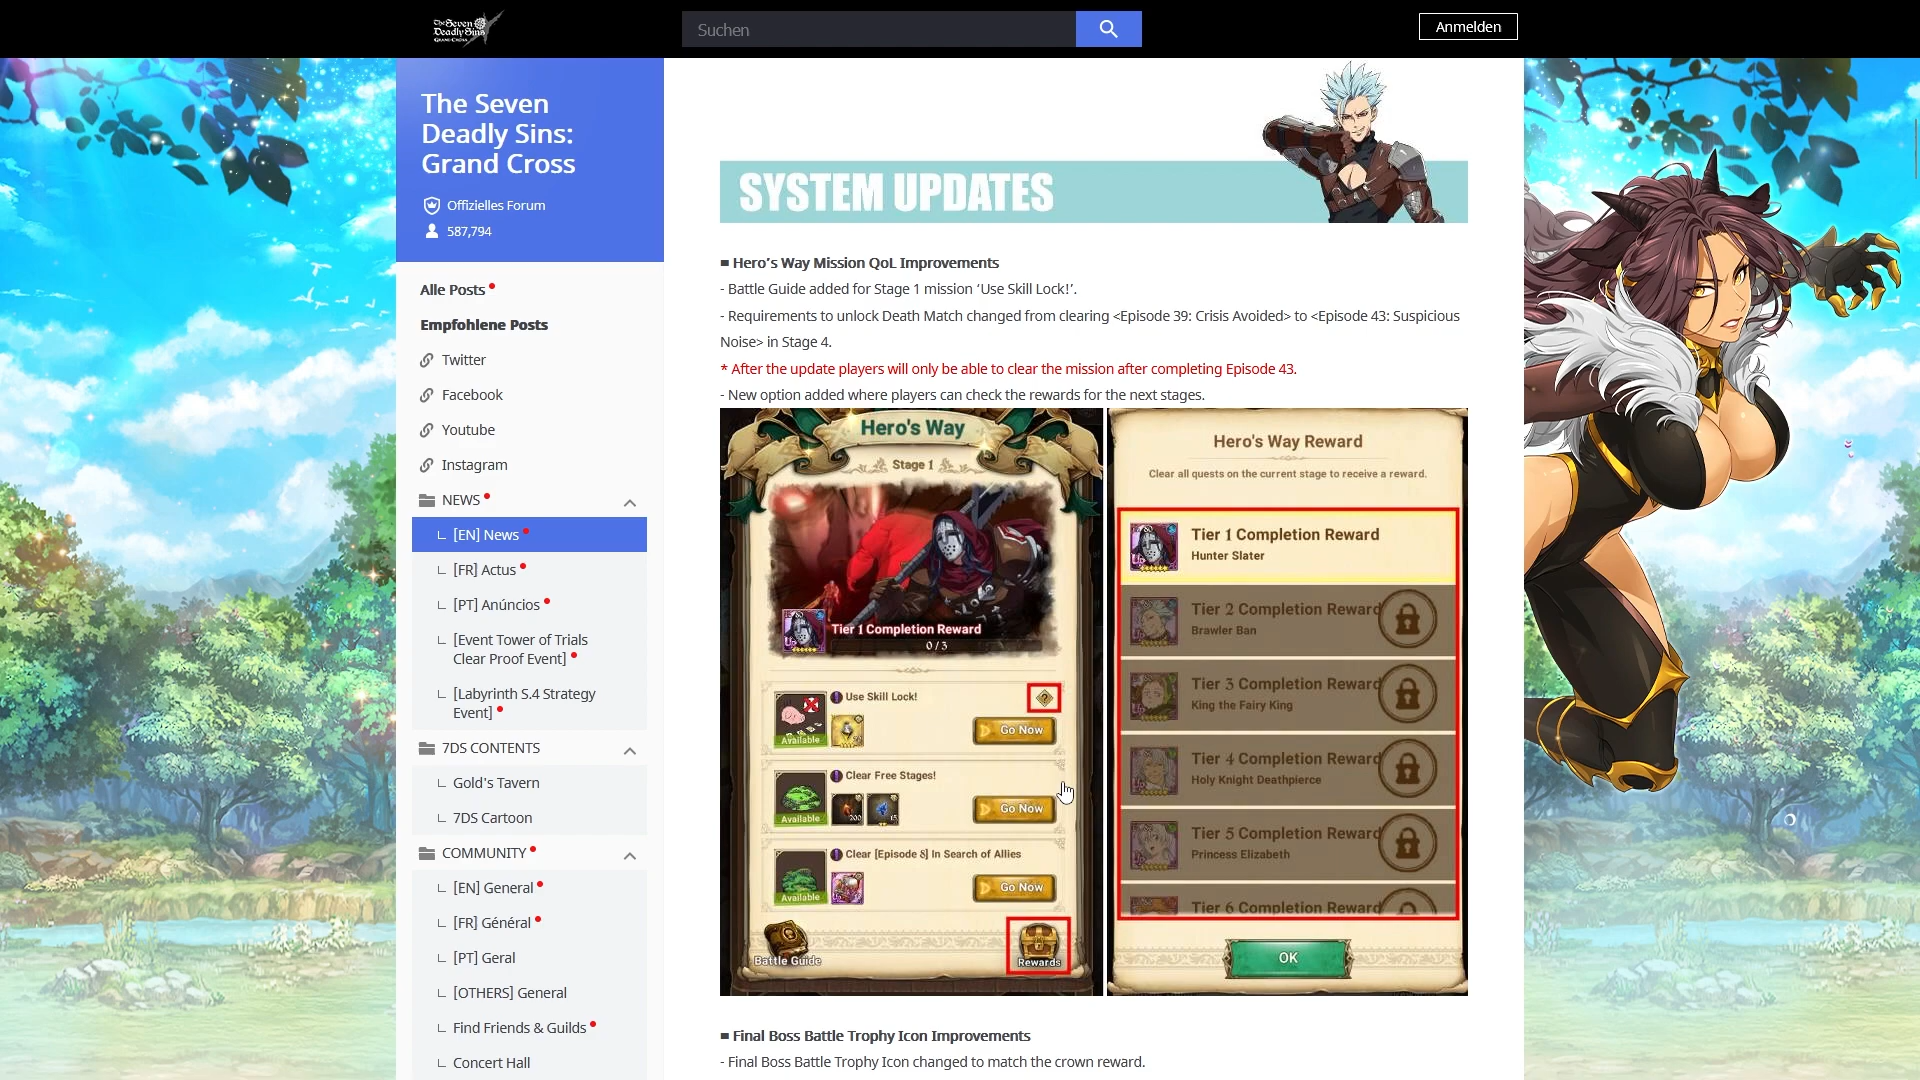 The Seven
Deadly Sins
GRAND CROSS
Suchen
Anmelden
The Seven
Deadly Sins:
Grand Cross
Offizielles Forum
587,794
Alle Posts
Empfohlene Posts
Twitter
Facebook
Youtube
Instagram
NEWS
[EN] News
[FR] Actus
[PT] Anúncios
[Event Tower of Trials
Clear Proof Event]
[Labyrinth S.4 Strategy
Event]
7DS CONTENTS
Gold's Tavern
7DS Cartoon
COMMUNITY
[EN] General
[FR] Général
[PT] Geral
[OTHERS] General
Find Friends & Guilds
Concert Hall
SYSTEM UPDATES
■ Hero’s Way Mission QoL Improvements
- Battle Guide added for Stage 1 mission ‘Use Skill Lock!’.
- Requirements to unlock Death Match changed from clearing <Episode 39: Crisis Avoided> to <Episode 43: Suspicious
Noise> in Stage 4.
* After the update players will only be able to clear the mission after completing Episode 43.
- New option added where players can check the rewards for the next stages.
Hero's Way
Stage 1
Tier 1 Completion Reward
0 / 3
Use Skill Lock!
Available
Go Now
Clear Free Stages!
Available
200
15
Go Now
Clear [Episode 8] In Search of Allies
Available
Go Now
Battle Guide
Rewards
Hero's Way Reward
Clear all quests on the current stage to receive a reward.
Tier 1 Completion Reward
Hunter Slater
Tier 2 Completion Reward
Brawler Ban
Tier 3 Completion Reward
King the Fairy King
Tier 4 Completion Reward
Holy Knight Deathpierce
Tier 5 Completion Reward
Princess Elizabeth
Tier 6 Completion Reward
OK
■ Final Boss Battle Trophy Icon Improvements
- Final Boss Battle Trophy Icon changed to match the crown reward.